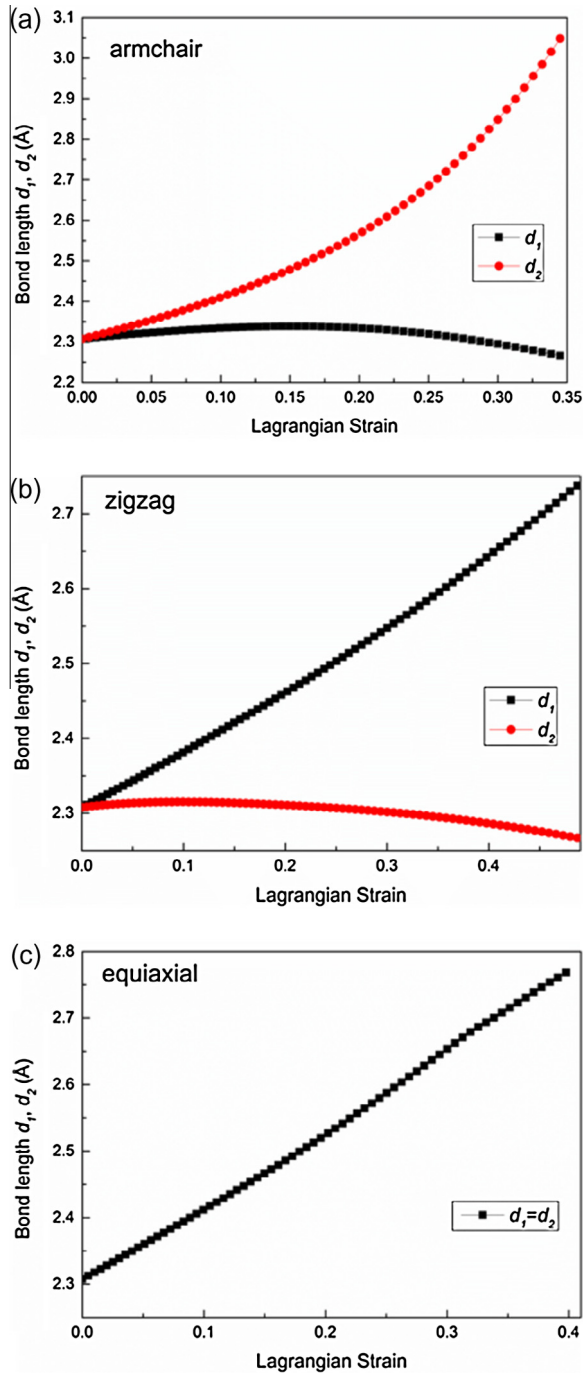 (a)
armchair
3.1
3.0
2.9
2.8
2.7
2.6
2.5
2.4
2.3
2.2
Bond length d1, d2 (Å)
d1
d2
0.00 0.05 0.10 0.15 0.20 0.25 0.30 0.35
Lagrangian Strain
(b)
zigzag
2.7
2.6
2.5
2.4
2.3
Bond length d1, d2 (Å)
d1
d2
0.0 0.1 0.2 0.3 0.4
Lagrangian Strain
(c)
equiaxial
2.8
2.7
2.6
2.5
2.4
2.3
Bond length d1, d2 (Å)
d1=d2
0.0 0.1 0.2 0.3 0.4
Lagrangian Strain